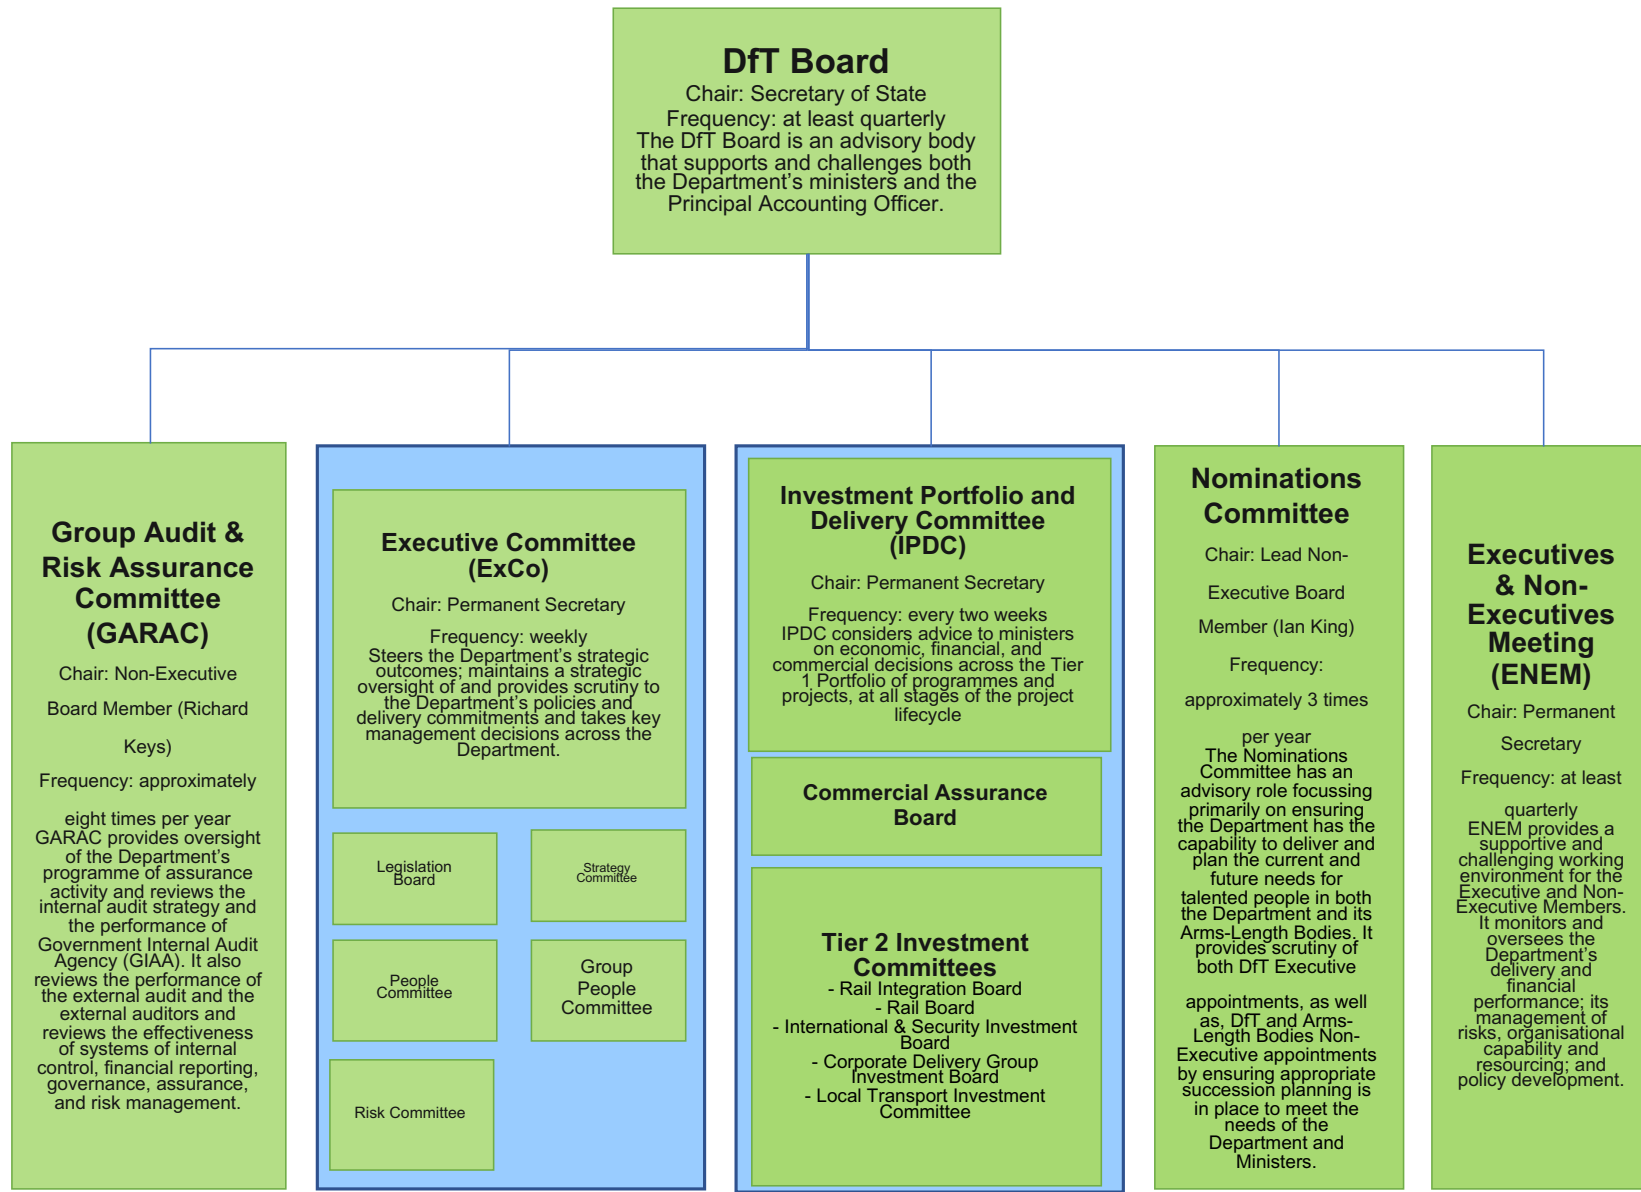 DfT Board
Chair: Secretary of State
Frequency: at least quarterly
The DfT Board is an advisory body
that supports and challenges both
the Department’s ministers and the
Principal Accounting Officer.
Group Audit &
Risk Assurance
Committee
(GARAC)
Chair: Non-Executive
Board Member (Richard
Keys)
Frequency: approximately
eight times per year
GARAC provides oversight
of the Department’s
programme of assurance
activity and reviews the
internal audit strategy and
the performance of
Government Internal Audit
Agency (GIAA). It also
reviews the performance of
the external audit and the
external auditors and
reviews the effectiveness
of systems of internal
control, financial reporting,
governance, assurance,
and risk management.
Executive Committee
(ExCo)
Chair: Permanent Secretary
Frequency: weekly
Steers the Department’s strategic
outcomes; maintains a strategic
oversight of and provides scrutiny to
the Department’s policies and
delivery commitments and takes key
management decisions across the
Department.
Legislation
Board
Strategy
Committee
People
Committee
Group
People
Committee
Risk Committee
Investment Portfolio and
Delivery Committee
(IPDC)
Chair: Permanent Secretary
Frequency: every two weeks
IPDC considers advice to ministers
on economic, financial, and
commercial decisions across the Tier
1 Portfolio of programmes and
projects, at all stages of the project
lifecycle
Commercial Assurance
Board
Tier 2 Investment
Committees
- Rail Integration Board
- Rail Board
- International & Security Investment
Board
- Corporate Delivery Group
Investment Board
- Local Transport Investment
Committee
Nominations
Committee
Chair: Lead Non-
Executive Board
Member (Ian King)
Frequency:
approximately 3 times
per year
The Nominations
Committee has an
advisory role focussing
primarily on ensuring
the Department has the
capability to deliver and
plan the current and
future needs for
talented people in both
the Department and its
Arms-Length Bodies. It
provides scrutiny of
both DfT Executive
appointments, as well
as, DfT and Arms-
Length Bodies Non-
Executive appointments
by ensuring appropriate
succession planning is
in place to meet the
needs of the
Department and
Ministers.
Executives
& Non-
Executives
Meeting
(ENEM)
Chair: Permanent
Secretary
Frequency: at least
quarterly
ENEM provides a
supportive and
challenging working
environment for the
Executive and Non-
Executive Members.
It monitors and
oversees the
Department’s
delivery and
financial
performance; its
management of
risks, organisational
capability and
resourcing; and
policy development.